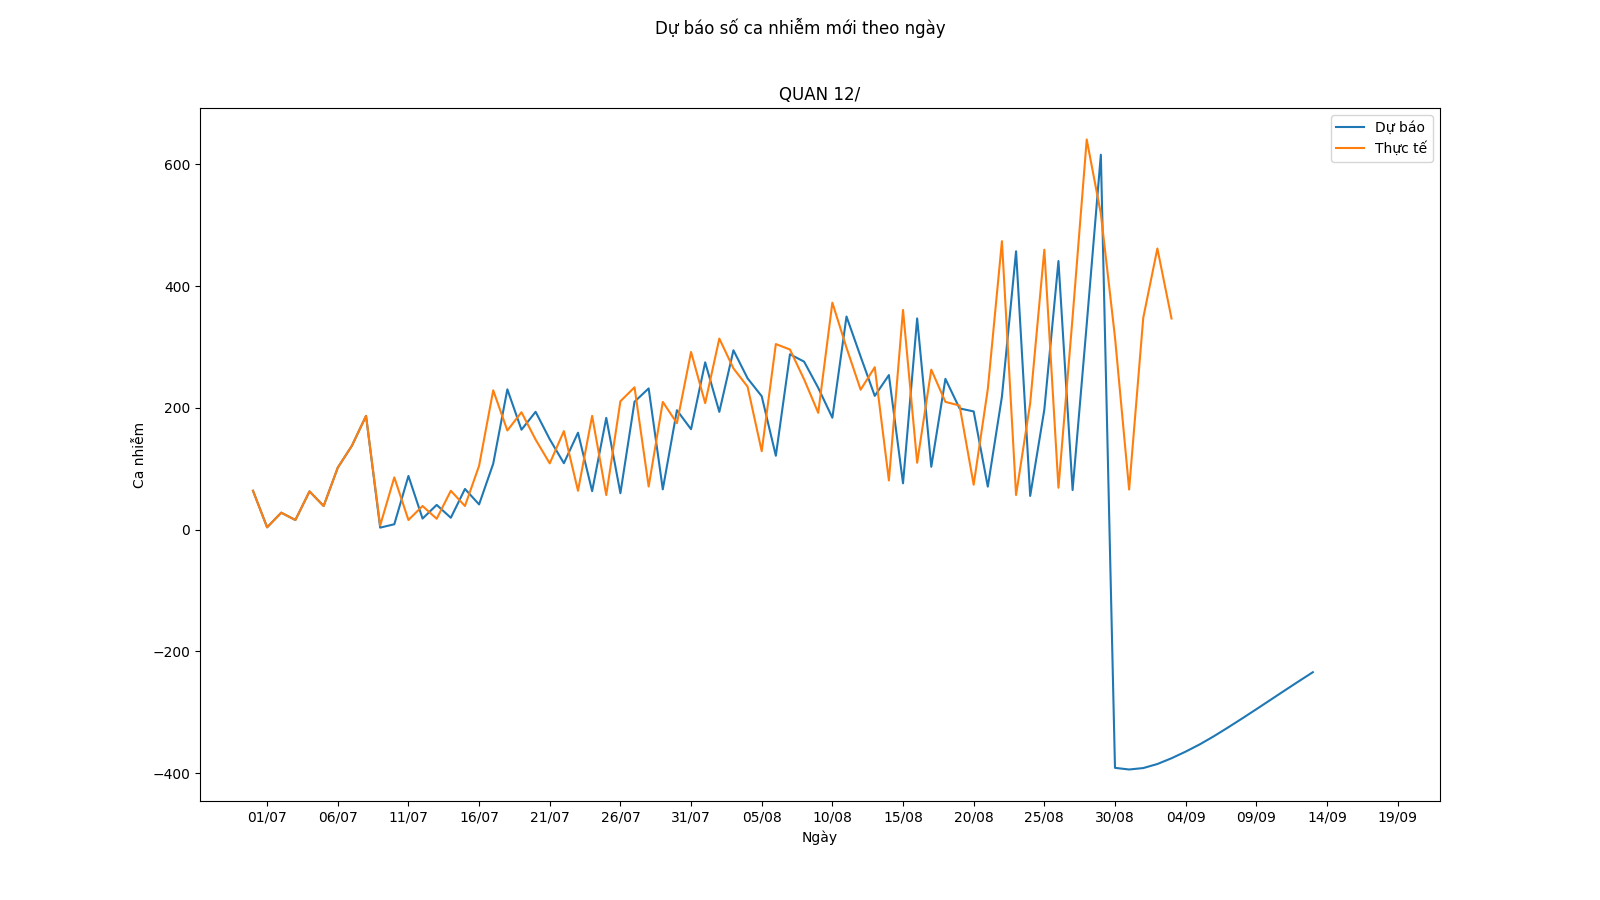 Dự báo số ca nhiễm mới theo ngày
QUAN 12/
Dự báo
Thực tế
600
400
200
0
−200
−400
Ca nhiễm
01/07 06/07 11/07 16/07 21/07 26/07 31/07 05/08 10/08 15/08 20/08 25/08 30/08 04/09 09/09 14/09 19/09
Ngày